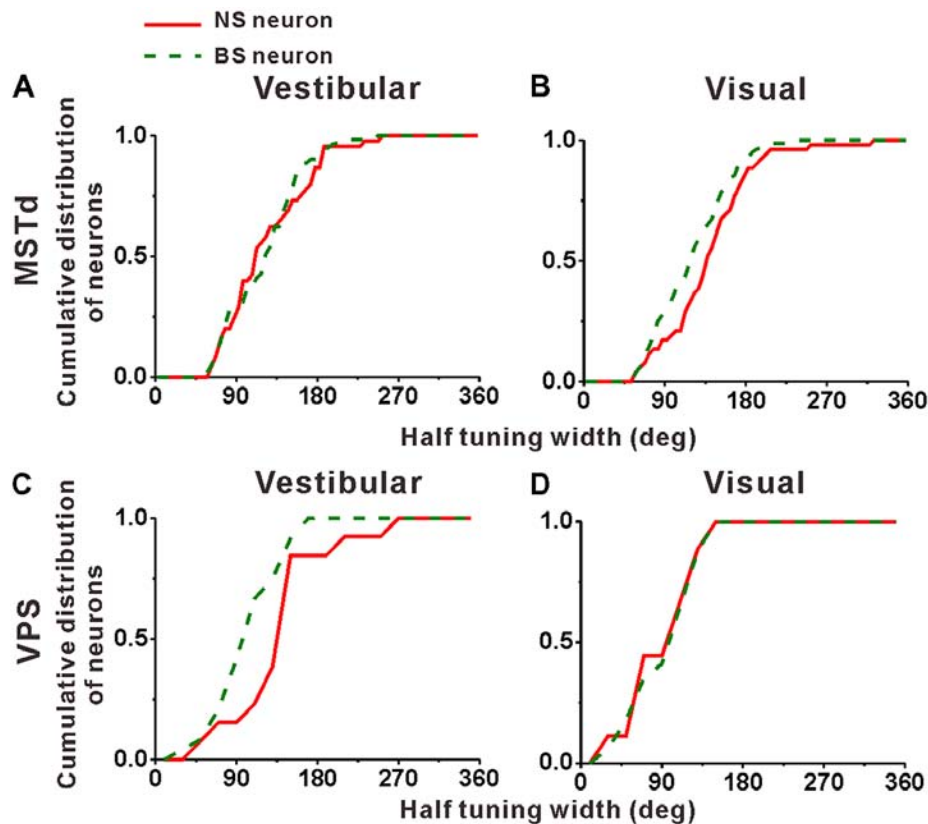 NS neuron
BS neuron
A
Vestibular
B
Visual
MSTd
Cumulative distribution
of neurons
1.0
0.5
0.0
0
90
180
270
360
1.0
0.5
0.0
0
90
180
270
360
Half tuning width (deg)
C
Vestibular
D
Visual
VPS
Cumulative distribution
of neurons
1.0
0.5
0.0
0
90
180
270
360
1.0
0.5
0.0
0
90
180
270
360
Half tuning width (deg)